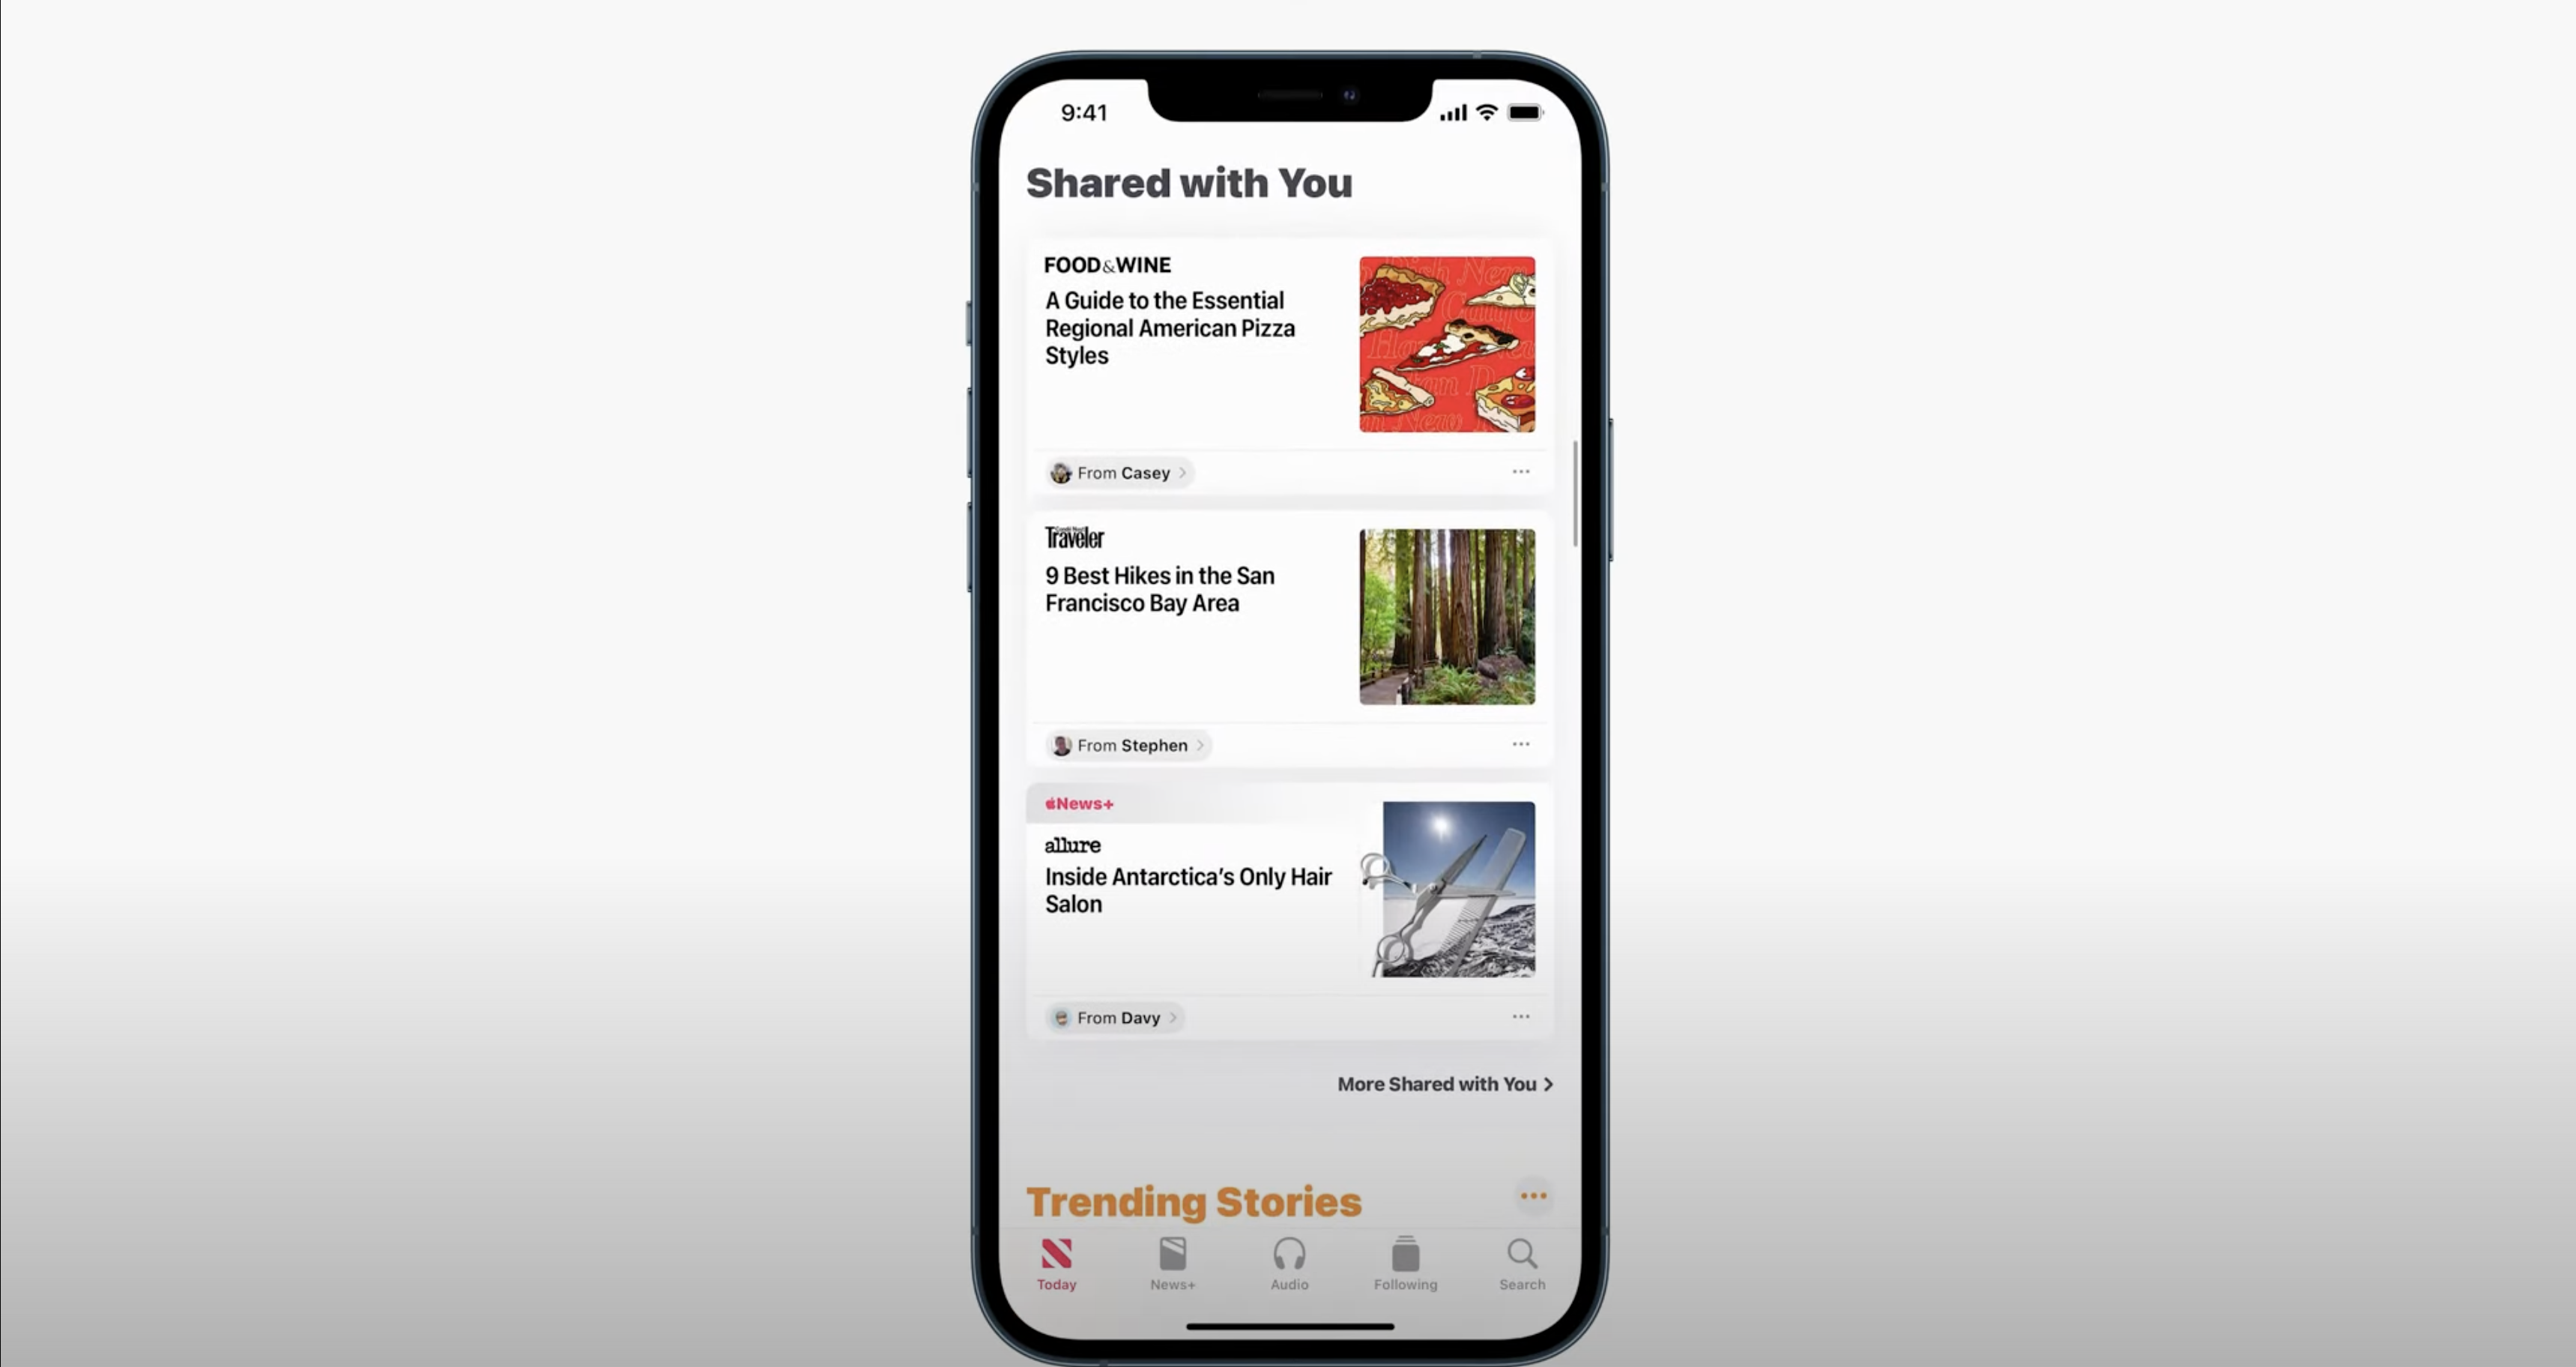 9:41
Shared with You
FOOD&WINE
A Guide to the Essential
Regional American Pizza
Styles
From Casey
Traveler
9 Best Hikes in the San
Francisco Bay Area
From Stephen
News+
allure
Inside Antarctica's Only Hair
Salon
From Davy
More Shared with You
Trending Stories
Today
News+
Audio
Following
Search